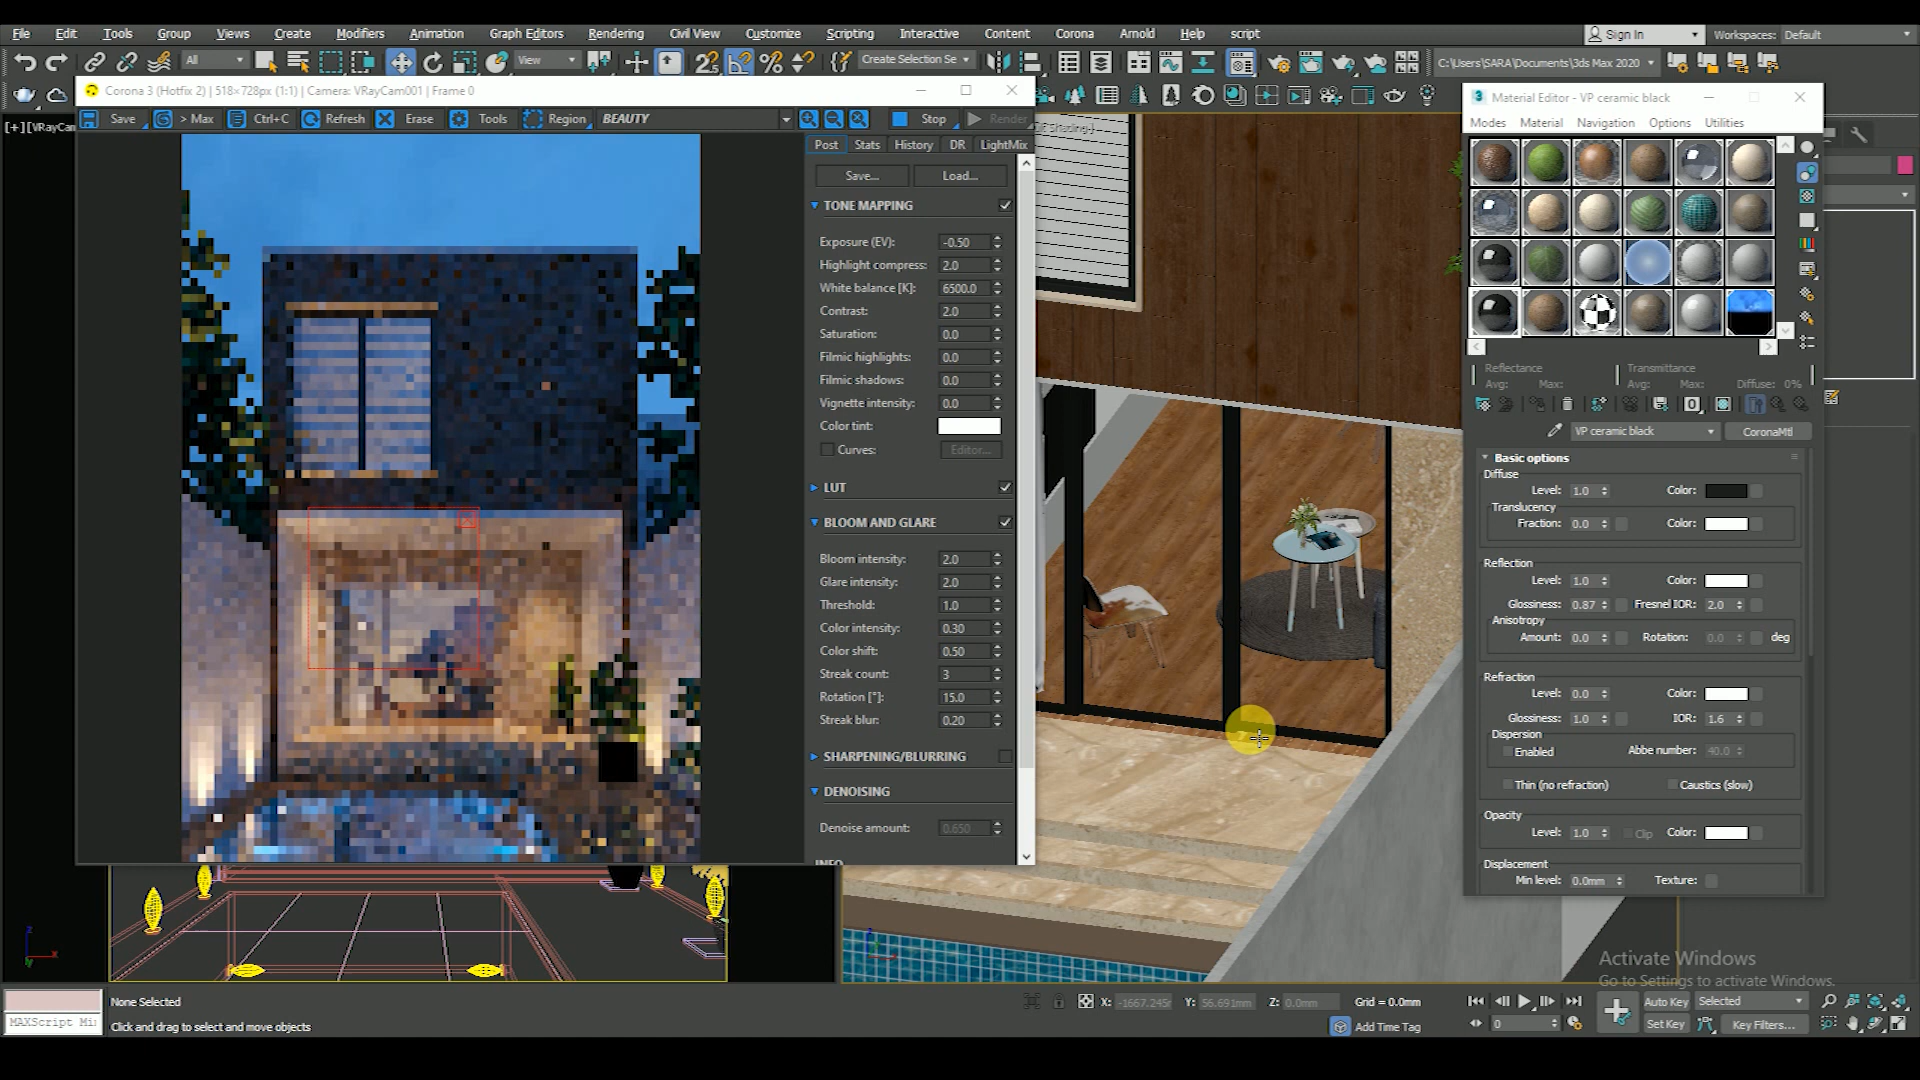 File Edit Tools Group Views Create Modifiers Animation Graph Editors Rendering Civil View Customize Scripting Interactive Content Corona Arnold Help script Sign In Workspaces: Default
All View Create Selection Se C:\Users\SARA\Documents\3ds Max 2020
Corona 3 (Hotfix 2) | 518×728px (1:1) | Camera: VRayCam001 | Frame 0
Save > Max Ctrl+C Refresh Erase Tools Region BEAUTY Stop Render
[+][VRayCam
Shading]
Post Stats History DR LightMix
Save... Load...
TONE MAPPING
Exposure (EV): -0.50
Highlight compress: 2.0
White balance [K]: 6500.0
Contrast: 2.0
Saturation: 0.0
Filmic highlights: 0.0
Filmic shadows: 0.0
Vignette intensity: 0.0
Color tint:
Curves: Editor...
LUT
BLOOM AND GLARE
Bloom intensity: 2.0
Glare intensity: 2.0
Threshold: 1.0
Color intensity: 0.30
Color shift: 0.50
Streak count: 3
Rotation [°]: 15.0
Streak blur: 0.20
SHARPENING/BLURRING
DENOISING
Denoise amount: 0.650
INFO
Material Editor - VP ceramic black
Modes Material Navigation Options Utilities
Reflectance Transmittance
Avg: Max: Avg: Max: Diffuse: 0%
VP ceramic black CoronaMtl
Basic options
Diffuse
Level: 1.0 Color:
Translucency
Fraction: 0.0 Color:
Reflection
Level: 1.0 Color:
Glossiness: 0.87 Fresnel IOR: 2.0
Anisotropy
Amount: 0.0 Rotation: 0.0 deg
Refraction
Level: 0.0 Color:
Glossiness: 1.0 IOR: 1.6
Dispersion
Enabled Abbe number: 40.0
Thin (no refraction) Caustics (slow)
Opacity
Level: 1.0 Clip Color:
Displacement
Min level: 0.0mm Texture:
Activate Windows
Go to Settings to activate Windows.
z
x
y
None Selected
MAXScript Mi
Click and drag to select and move objects
X: -1667.245m Y: 56.691mm Z: 0.0mm Grid = 0.0mm
Add Time Tag
0
Auto Key Selected
Set Key Key Filters...